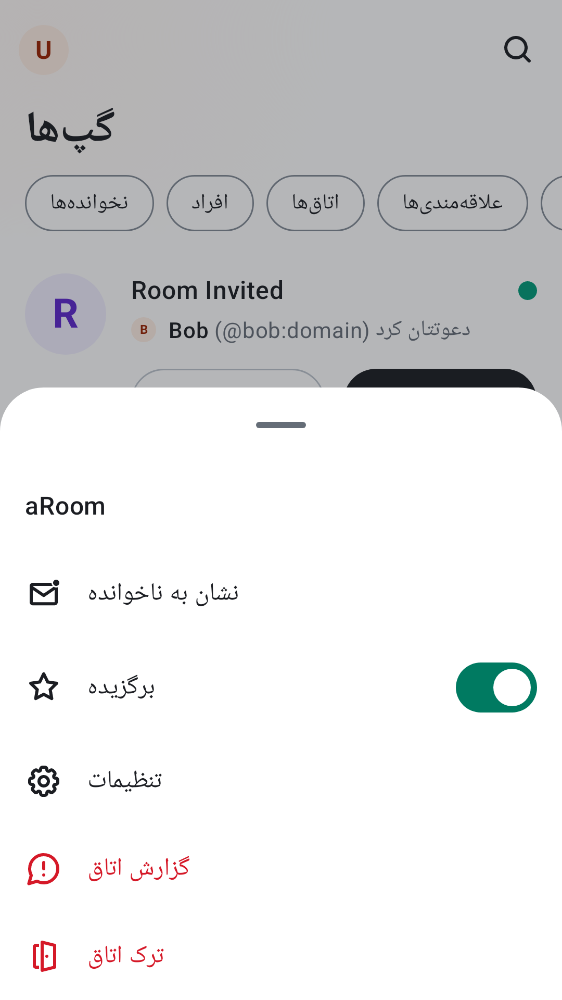 U
گپ‌ها
نخوانده‌ها
افراد
اتاق‌ها
علاقه‌مندی‌ها
R
Room Invited
B
Bob (@bob:domain) دعوتتان کرد
aRoom
نشان به ناخوانده
برگزیده
تنظیمات
گزارش اتاق
ترک اتاق